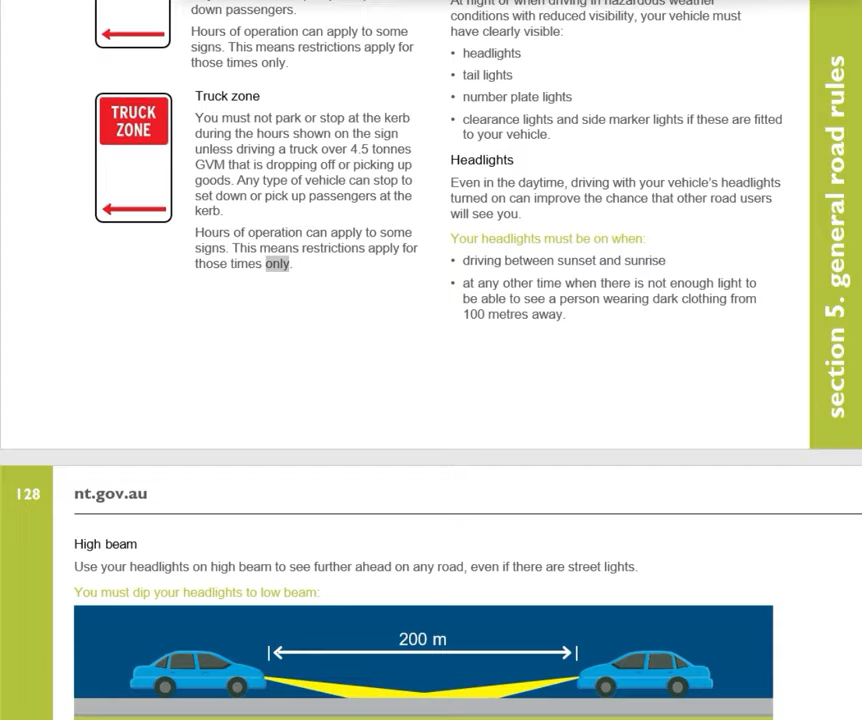 down passengers.
Hours of operation can apply to some
signs. This means restrictions apply for
those times only.
TRUCK
ZONE
Truck zone
You must not park or stop at the kerb
during the hours shown on the sign
unless driving a truck over 4.5 tonnes
GVM that is dropping off or picking up
goods. Any type of vehicle can stop to
set down or pick up passengers at the
kerb.
Hours of operation can apply to some
signs. This means restrictions apply for
those times only.
At night or when driving in hazardous weather
conditions with reduced visibility, your vehicle must
have clearly visible:
• headlights
• tail lights
• number plate lights
• clearance lights and side marker lights if these are fitted
to your vehicle.
Headlights
Even in the daytime, driving with your vehicle's headlights
turned on can improve the chance that other road users
will see you.
Your headlights must be on when:
• driving between sunset and sunrise
• at any other time when there is not enough light to
be able to see a person wearing dark clothing from
100 metres away.
section 5. general road rules
128
nt.gov.au
High beam
Use your headlights on high beam to see further ahead on any road, even if there are street lights.
You must dip your headlights to low beam:
200 m